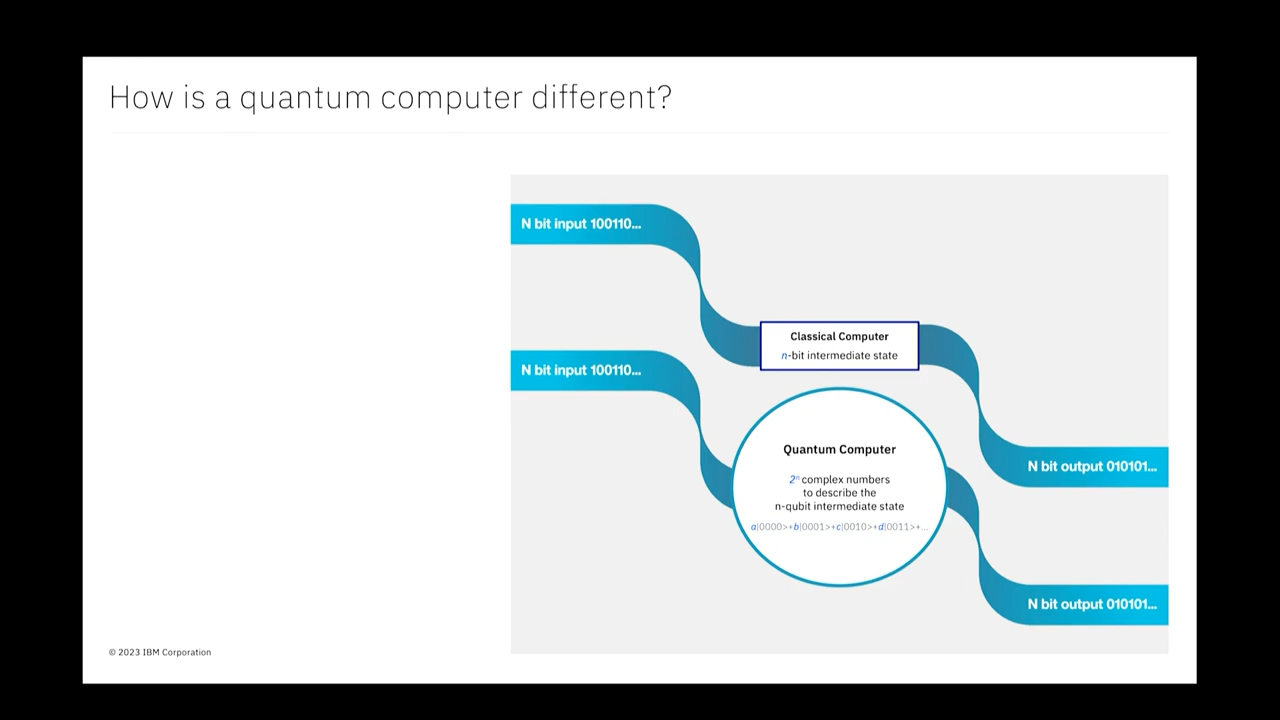 How is a quantum computer different?
N bit input 100110...
Classical Computer
n-bit intermediate state
N bit input 100110...
Quantum Computer
2ⁿ complex numbers
to describe the
n-qubit intermediate state
a|0000>+b|0001>+c|0010>+d|0011>+...
N bit output 010101...
N bit output 010101...
© 2023 IBM Corporation